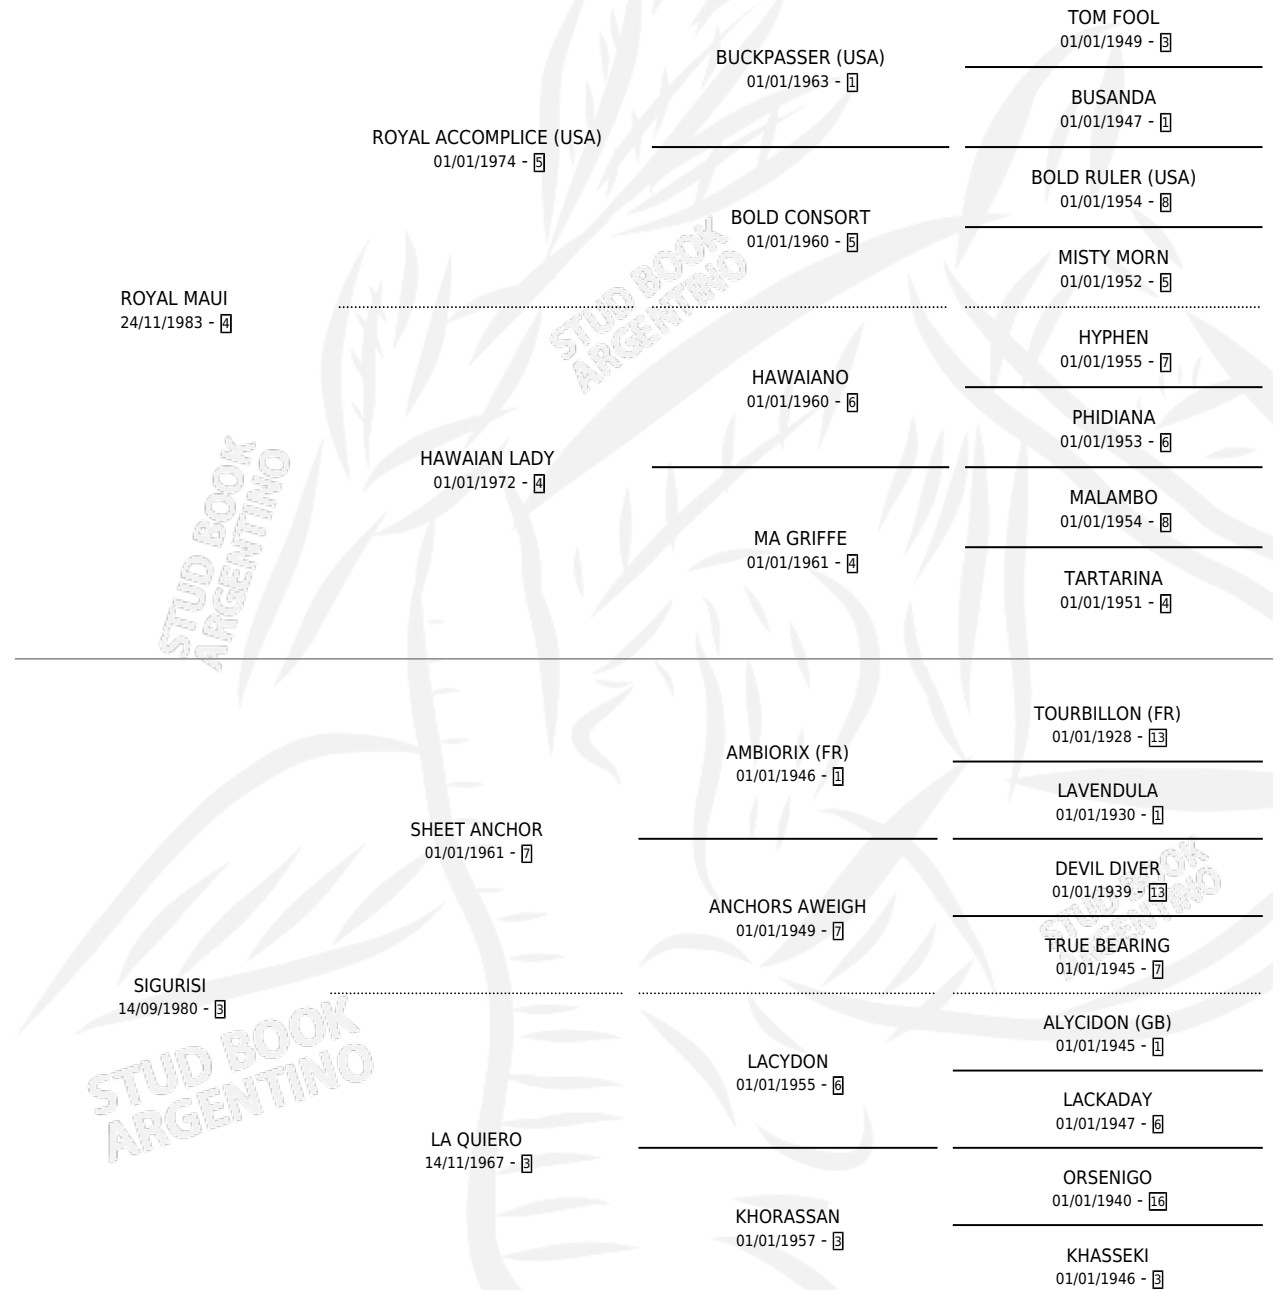 TOM FOOL
01/01/1949 - 3
BUCKPASSER (USA)
01/01/1963 - 1
BUSANDA
01/01/1947 - 1
ROYAL ACCOMPLICE (USA)
01/01/1974 - 5
BOLD RULER (USA)
01/01/1954 - 8
BOLD CONSORT
01/01/1960 - 5
MISTY MORN
01/01/1952 - 5
ROYAL MAUI
24/11/1983 - 4
HYPHEN
01/01/1955 - 7
HAWAIANO
01/01/1960 - 6
PHIDIANA
01/01/1953 - 6
HAWAIAN LADY
01/01/1972 - 4
MALAMBO
01/01/1954 - 8
MA GRIFFE
01/01/1961 - 4
TARTARINA
01/01/1951 - 4
TOURBILLON (FR)
01/01/1928 - 13
AMBIORIX (FR)
01/01/1946 - 1
LAVENDULA
01/01/1930 - 1
SHEET ANCHOR
01/01/1961 - 7
DEVIL DIVER
01/01/1939 - 13
ANCHORS AWEIGH
01/01/1949 - 7
TRUE BEARING
01/01/1945 - 7
SIGURISI
14/09/1980 - 3
ALYCIDON (GB)
01/01/1945 - 1
LACYDON
01/01/1955 - 6
LACKADAY
01/01/1947 - 6
LA QUIERO
14/11/1967 - 3
ORSENIGO
01/01/1940 - 16
KHORASSAN
01/01/1957 - 3
KHASSEKI
01/01/1946 - 3
STUD BOOK
ARGENTINO
STUD BOOK
ARGENTINO
STUD BOOK
ARGENTINO
STUD BOOK
ARGENTINO